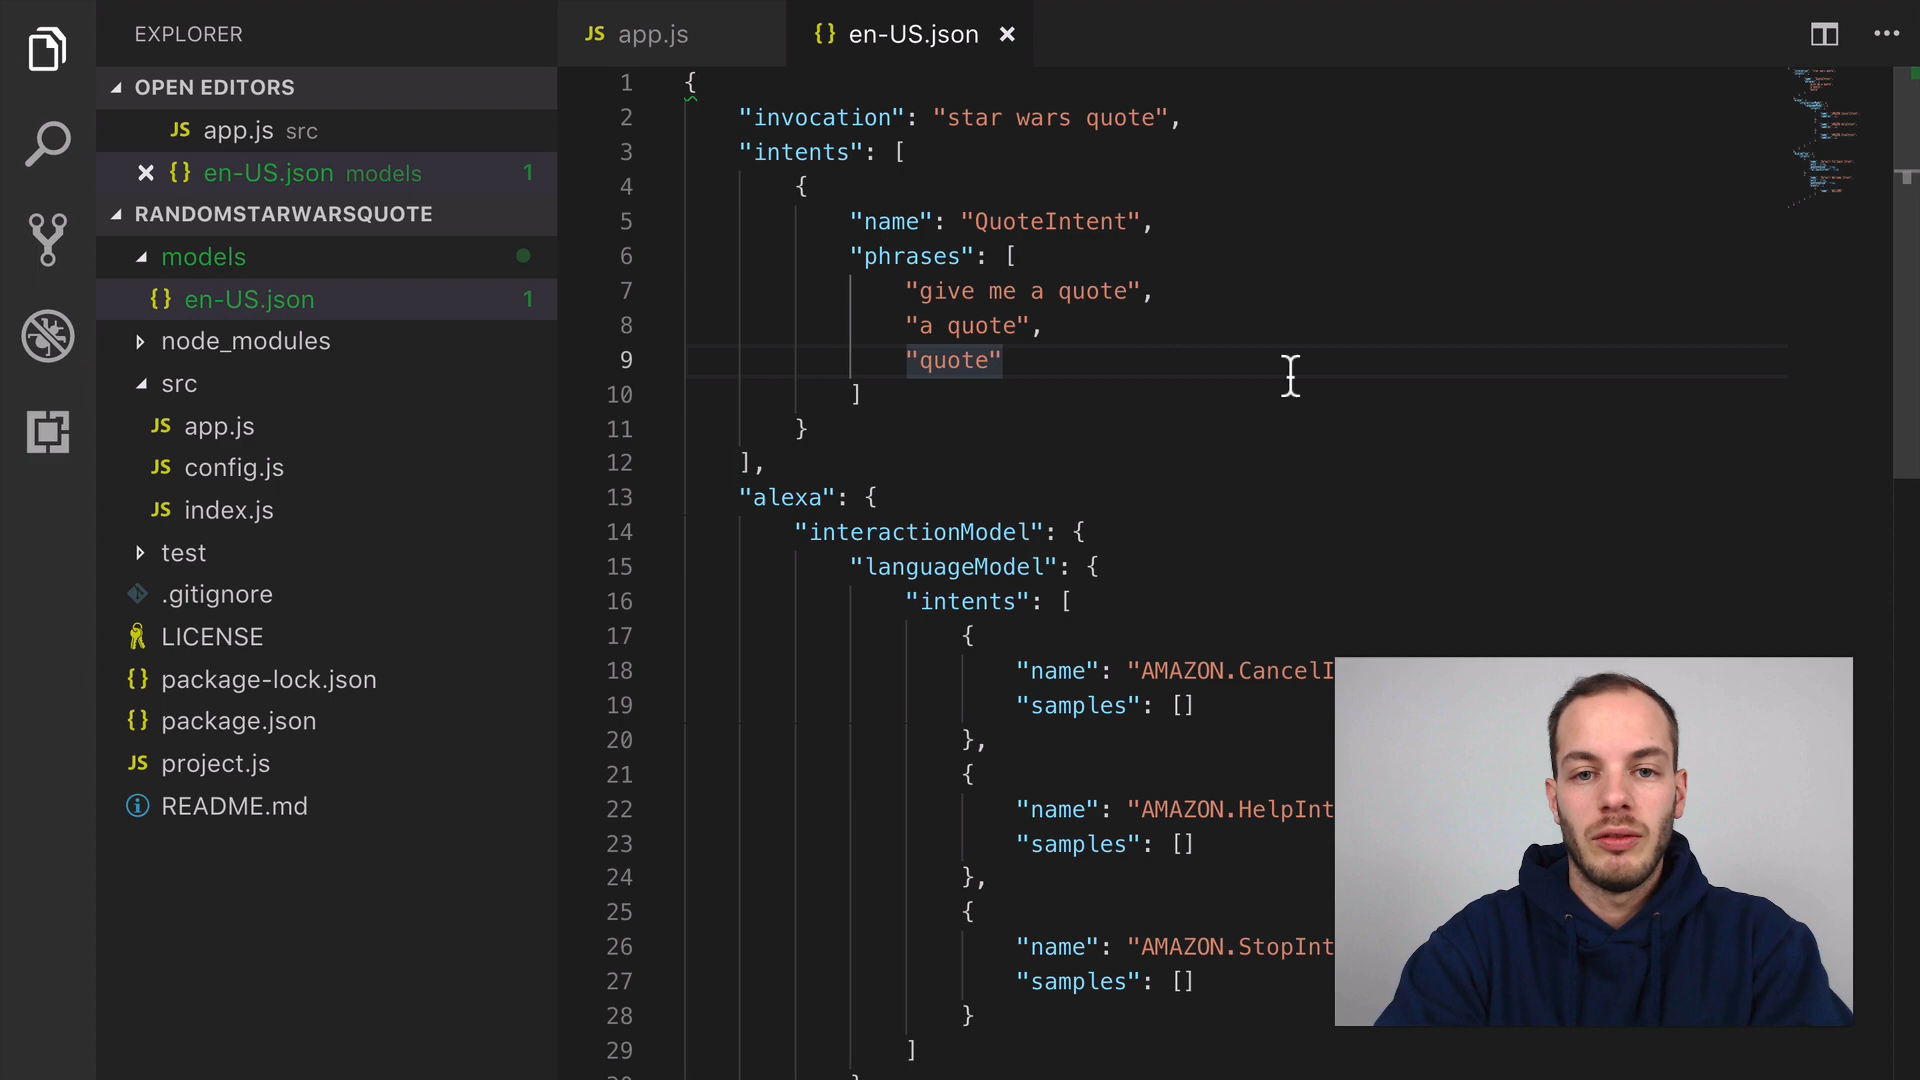 EXPLORER
OPEN EDITORS
JS app.js src
{} en-US.json models 1
RANDOMSTARWARSQUOTE
models
{} en-US.json 1
node_modules
src
JS app.js
JS config.js
JS index.js
test
.gitignore
LICENSE
{} package-lock.json
{} package.json
JS project.js
README.md
JS app.js
{} en-US.json
1 {
2 "invocation": "star wars quote",
3 "intents": [
4 {
5 "name": "QuoteIntent",
6 "phrases": [
7 "give me a quote",
8 "a quote",
9 "quote"
10 ]
11 }
12 ],
13 "alexa": {
14 "interactionModel": {
15 "languageModel": {
16 "intents": [
17 {
18 "name": "AMAZON.CancelI
19 "samples": []
20 },
21 {
22 "name": "AMAZON.HelpInt
23 "samples": []
24 },
25 {
26 "name": "AMAZON.StopInt
27 "samples": []
28 }
29 ]